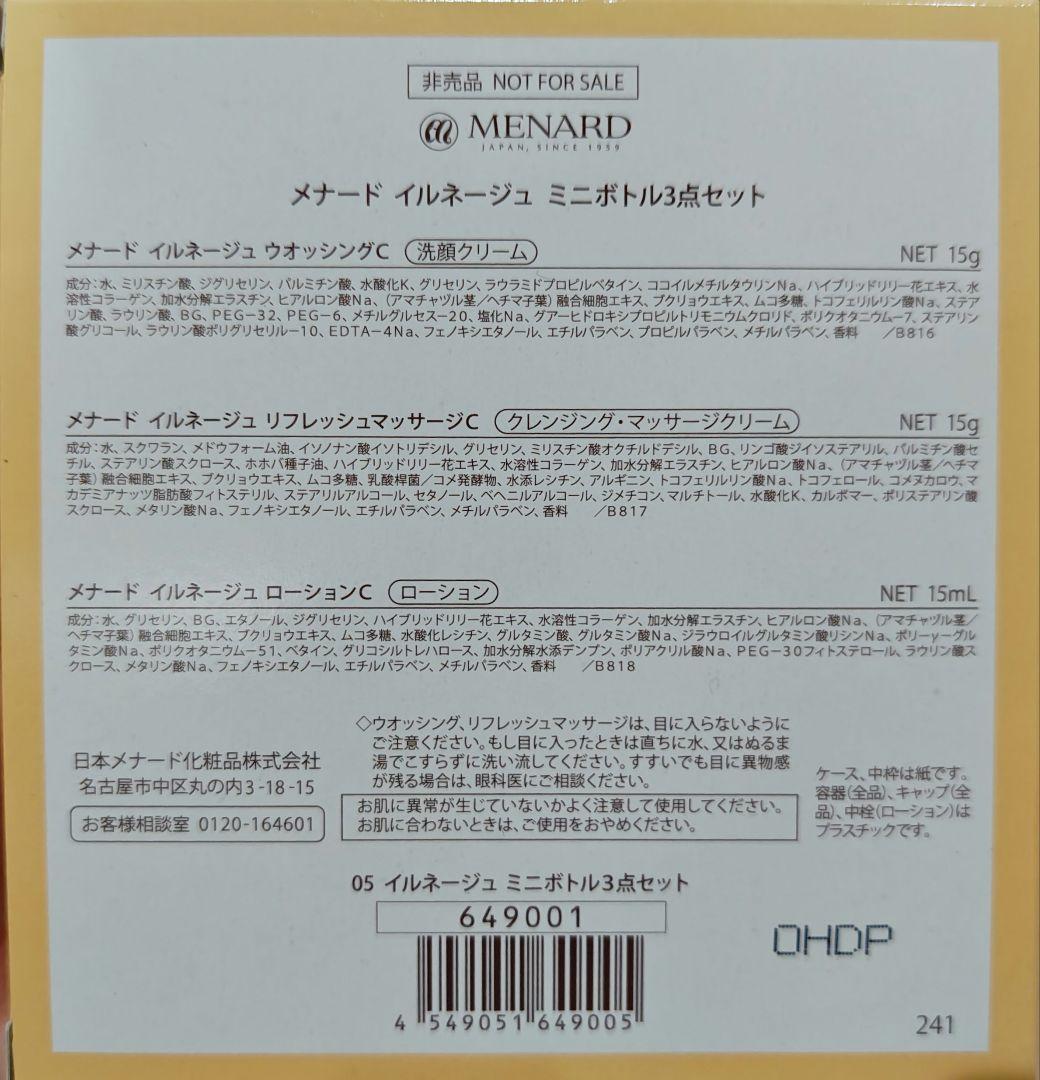 非売品 NOT FOR SALE
MENARD
JAPAN, SINCE 1959
メナード イルネージュ ミニボトル3点セット
メナード イルネージュ ウオッシングC 洗顔クリーム NET 15g
成分：水、ミリスチン酸、ジグリセリン、パルミチン酸、水酸化K、グリセリン、ラウラミドプロピルベタイン、ココイルメチルタウリンNa、ハイブリッドリリー花エキス、水
溶性コラーゲン、加水分解エラスチン、ヒアルロン酸Na、（アマチャヅル茎／ヘチマ子葉）融合細胞エキス、ブクリョウエキス、ムコ多糖、トコフェリルリン酸Na、ステア
リン酸、ラウリン酸、BG、PEG－32、PEG－6、メチルグルセス－20、塩化Na、グアーヒドロキシプロピルトリモニウムクロリド、ポリクオタニウム－7、ステアリン
酸グリコール、ラウリン酸ポリグリセリル－10、EDTA－4Na、フェノキシエタノール、エチルパラベン、プロピルパラベン、メチルパラベン、香料 ／B816
メナード イルネージュ リフレッシュマッサージC クレンジング・マッサージクリーム NET 15g
成分：水、スクワラン、メドウフォーム油、イソノナン酸イソトリデシル、グリセリン、ミリスチン酸オクチルドデシル、BG、リンゴ酸ジイソステアリル、パルミチン酸セ
チル、ステアリン酸スクロース、ホホバ種子油、ハイブリッドリリー花エキス、水溶性コラーゲン、加水分解エラスチン、ヒアルロン酸Na、（アマチャヅル茎／ヘチマ
子葉）融合細胞エキス、ブクリョウエキス、ムコ多糖、乳酸桿菌／コメ発酵物、水添レシチン、アルギニン、トコフェリルリン酸Na、トコフェロール、コメヌカロウ、マ
カデミアナッツ脂肪酸フィトステリル、ステアリルアルコール、セタノール、ベヘニルアルコール、ジメチコン、マルチトール、水酸化K、カルボマー、ポリステアリン酸
スクロース、メタリン酸Na、フェノキシエタノール、エチルパラベン、メチルパラベン、香料 ／B817
メナード イルネージュ ローションC ローション NET 15mL
成分：水、グリセリン、BG、エタノール、ジグリセリン、ハイブリッドリリー花エキス、水溶性コラーゲン、加水分解エラスチン、ヒアルロン酸Na、（アマチャヅル茎／
ヘチマ子葉）融合細胞エキス、ブクリョウエキス、ムコ多糖、水酸化レシチン、グルタミン酸、グルタミン酸Na、ジラウロイルグルタミン酸リシンNa、ポリ－γ－グル
タミン酸Na、ポリクオタニウム－51、ベタイン、グリコシルトレハロース、加水分解水添デンプン、ポリアクリル酸Na、PEG－30フィトステロール、ラウリン酸ス
クロース、メタリン酸Na、フェノキシエタノール、エチルパラベン、メチルパラベン、香料 ／B818
◇ウオッシング、リフレッシュマッサージは、目に入らないように
ご注意ください。もし目に入ったときは直ちに水、又はぬるま
湯でこすらずに洗い流してください。すすいでも目に異物感
が残る場合は、眼科医にご相談ください。
お肌に異常が生じていないかよく注意して使用してください。
お肌に合わないときは、ご使用をおやめください。
日本メナード化粧品株式会社
名古屋市中区丸の内3-18-15
お客様相談室 0120-164601
ケース、中枠は紙です。
容器（全品）、キャップ（全
品）、中栓（ローション）は
プラスチックです。
05 イルネージュ ミニボトル3点セット
649001
4 549051 649005
OHDP
241